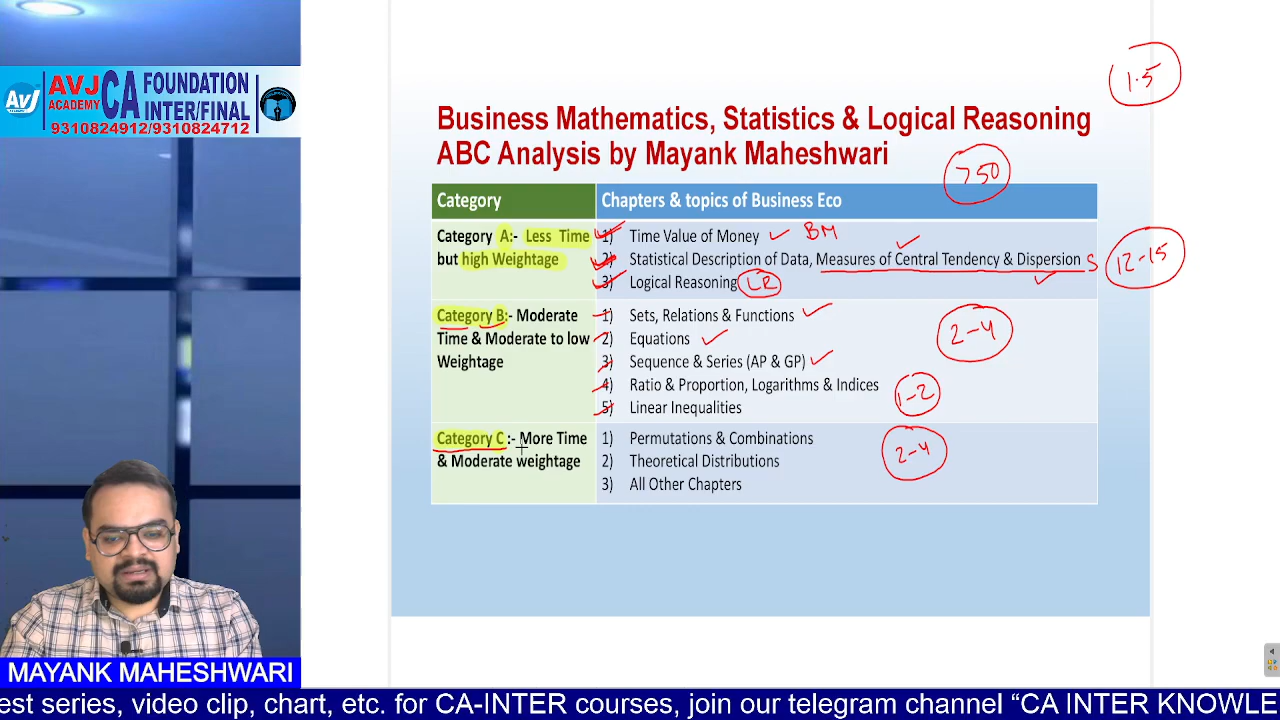 AVJ
ACADEMY
CA
FOUNDATION
INTER/FINAL
9310824912/9310824712
AVJ
1.5
Business Mathematics, Statistics & Logical Reasoning
ABC Analysis by Mayank Maheshwari
750
Category
Chapters & topics of Business Eco
Category A:- Less Time
but high Weightage
1) Time Value of Money BM
2) Statistical Description of Data, Measures of Central Tendency & Dispersion S
3) Logical Reasoning LR
12-15
Category B:- Moderate
Time & Moderate to low
Weightage
1) Sets, Relations & Functions
2) Equations
3) Sequence & Series (AP & GP)
4) Ratio & Proportion, Logarithms & Indices
5) Linear Inequalities
2-4
1-2
Category C :- More Time
& Moderate weightage
1) Permutations & Combinations
2) Theoretical Distributions
3) All Other Chapters
2-4
MAYANK MAHESHWARI
est series, video clip, chart, etc. for CA-INTER courses, join our telegram channel “CA INTER KNOWLE